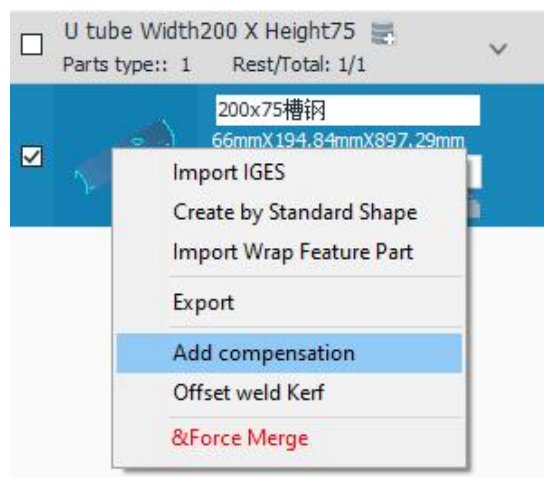 U tube Width200 X Height75
Parts type:: 1 Rest/Total: 1/1
200x75槽钢
66mmX194.84mmX897.29mm
Import IGES
Create by Standard Shape
Import Wrap Feature Part
Export
Add compensation
Offset weld Kerf
&Force Merge